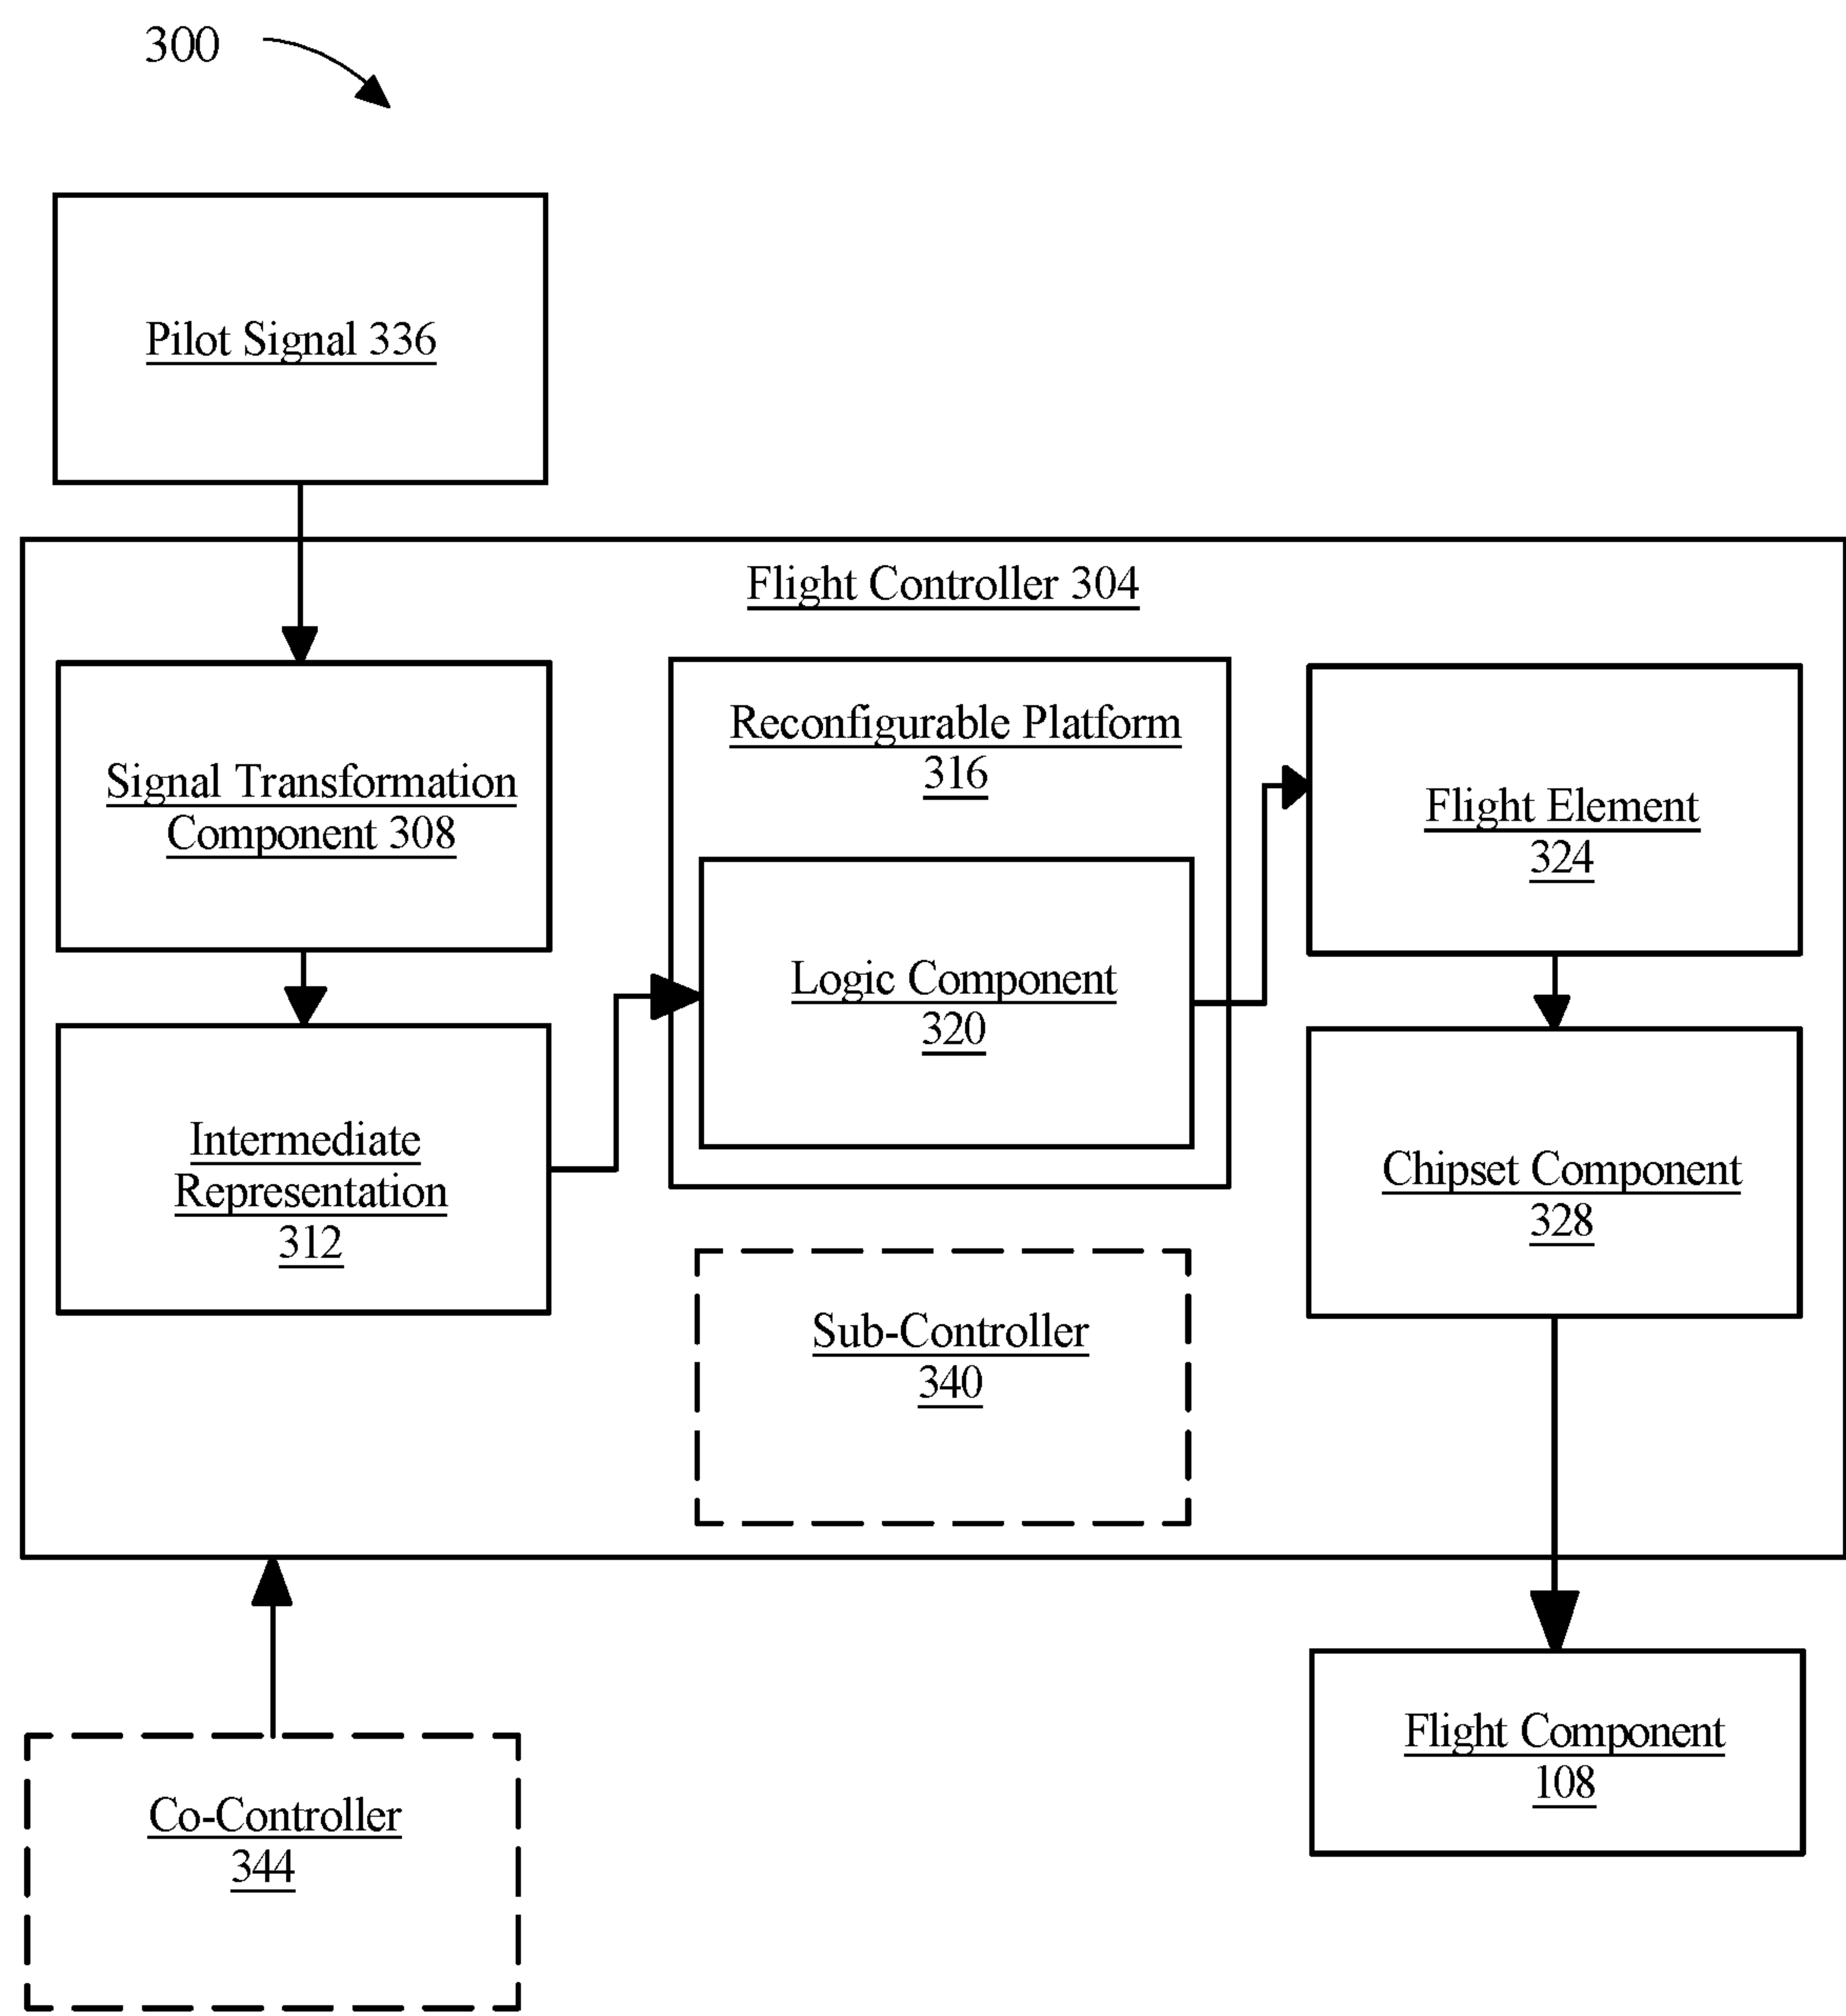 300
Pilot Signal 336
Flight Controller 304
Signal Transformation
Component 308
Reconfigurable Platform
316
Flight Element
324
Logic Component
320
Intermediate
Representation
312
Chipset Component
328
Sub-Controller
340
Flight Component
108
Co-Controller
344